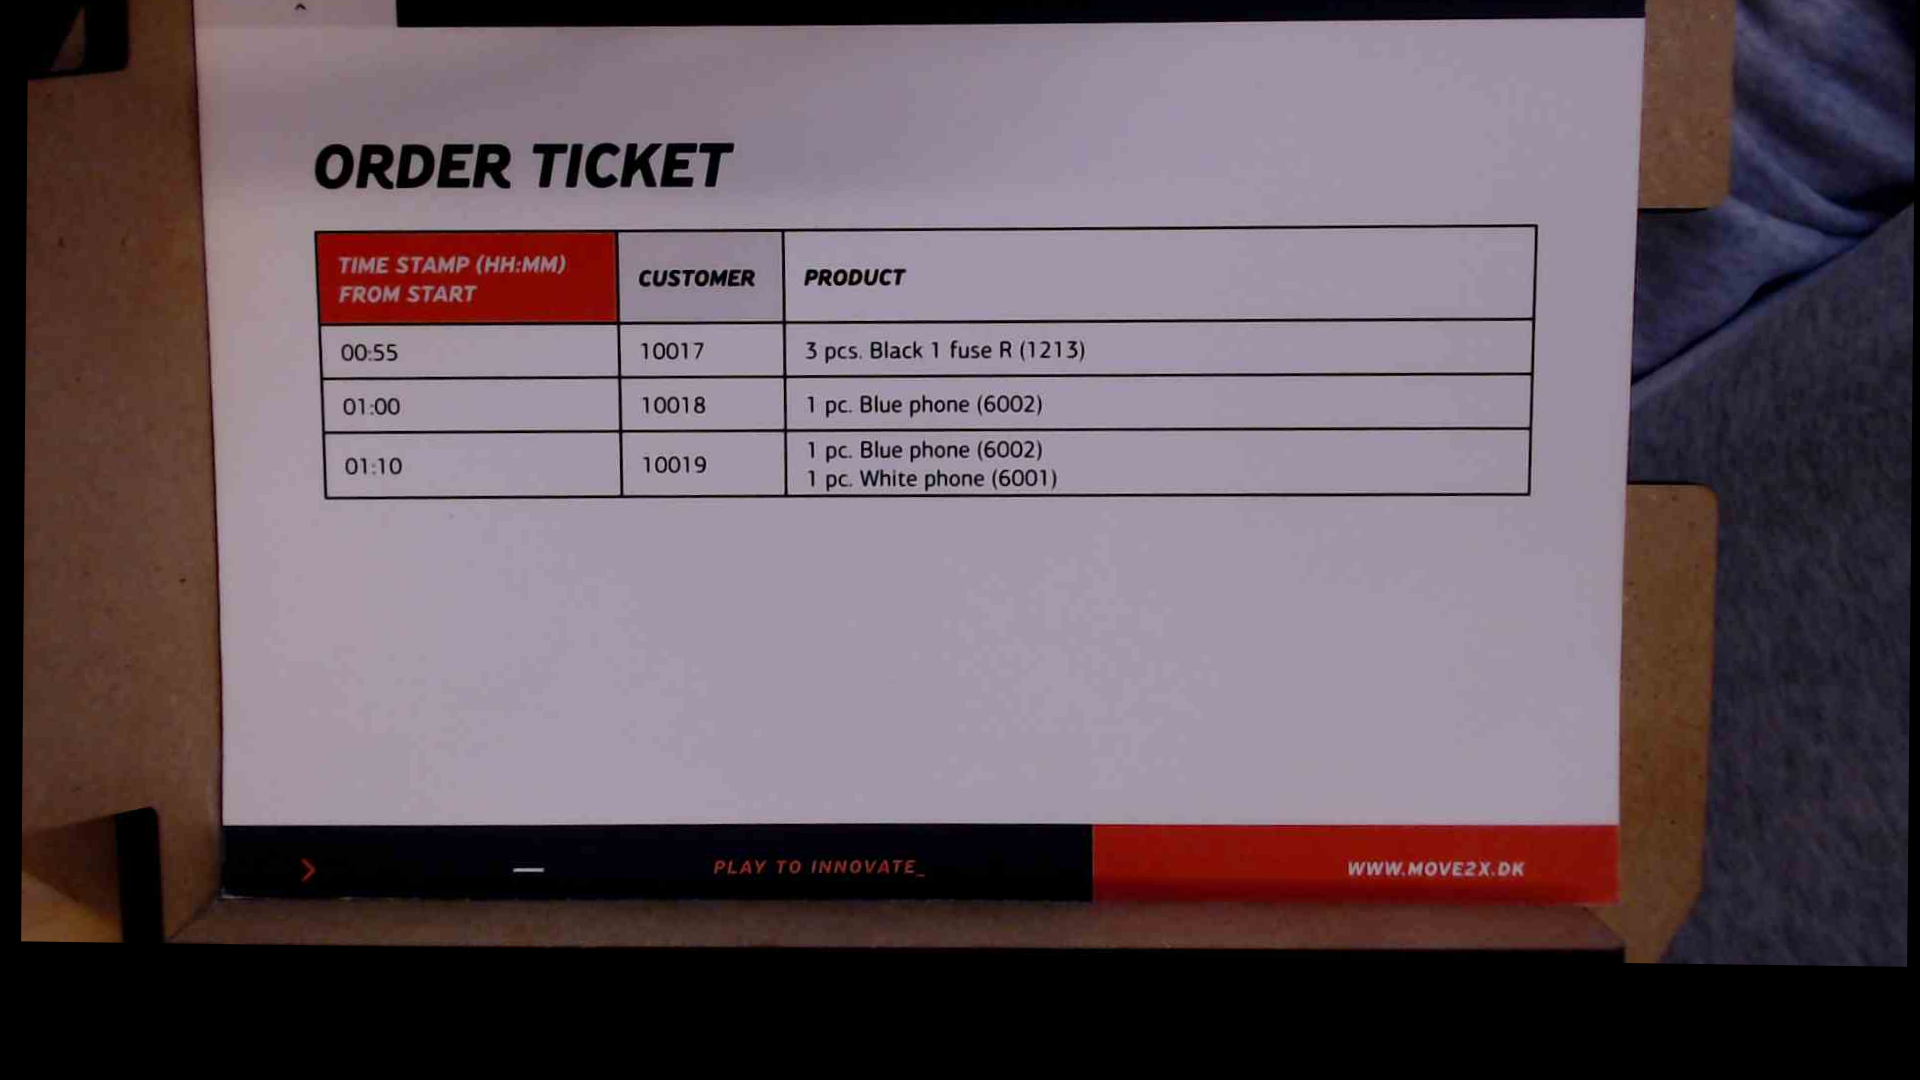 ORDER TICKET
TIME STAMP (HH:MM)
FROM START
CUSTOMER
PRODUCT
00:55
10017
3 pcs. Black 1 fuse R (1213)
01:00
10018
1 pc. Blue phone (6002)
01:10
10019
1 pc. Blue phone (6002)
1 pc. White phone (6001)
PLAY TO INNOVATE_
WWW.MOVE2X.DK